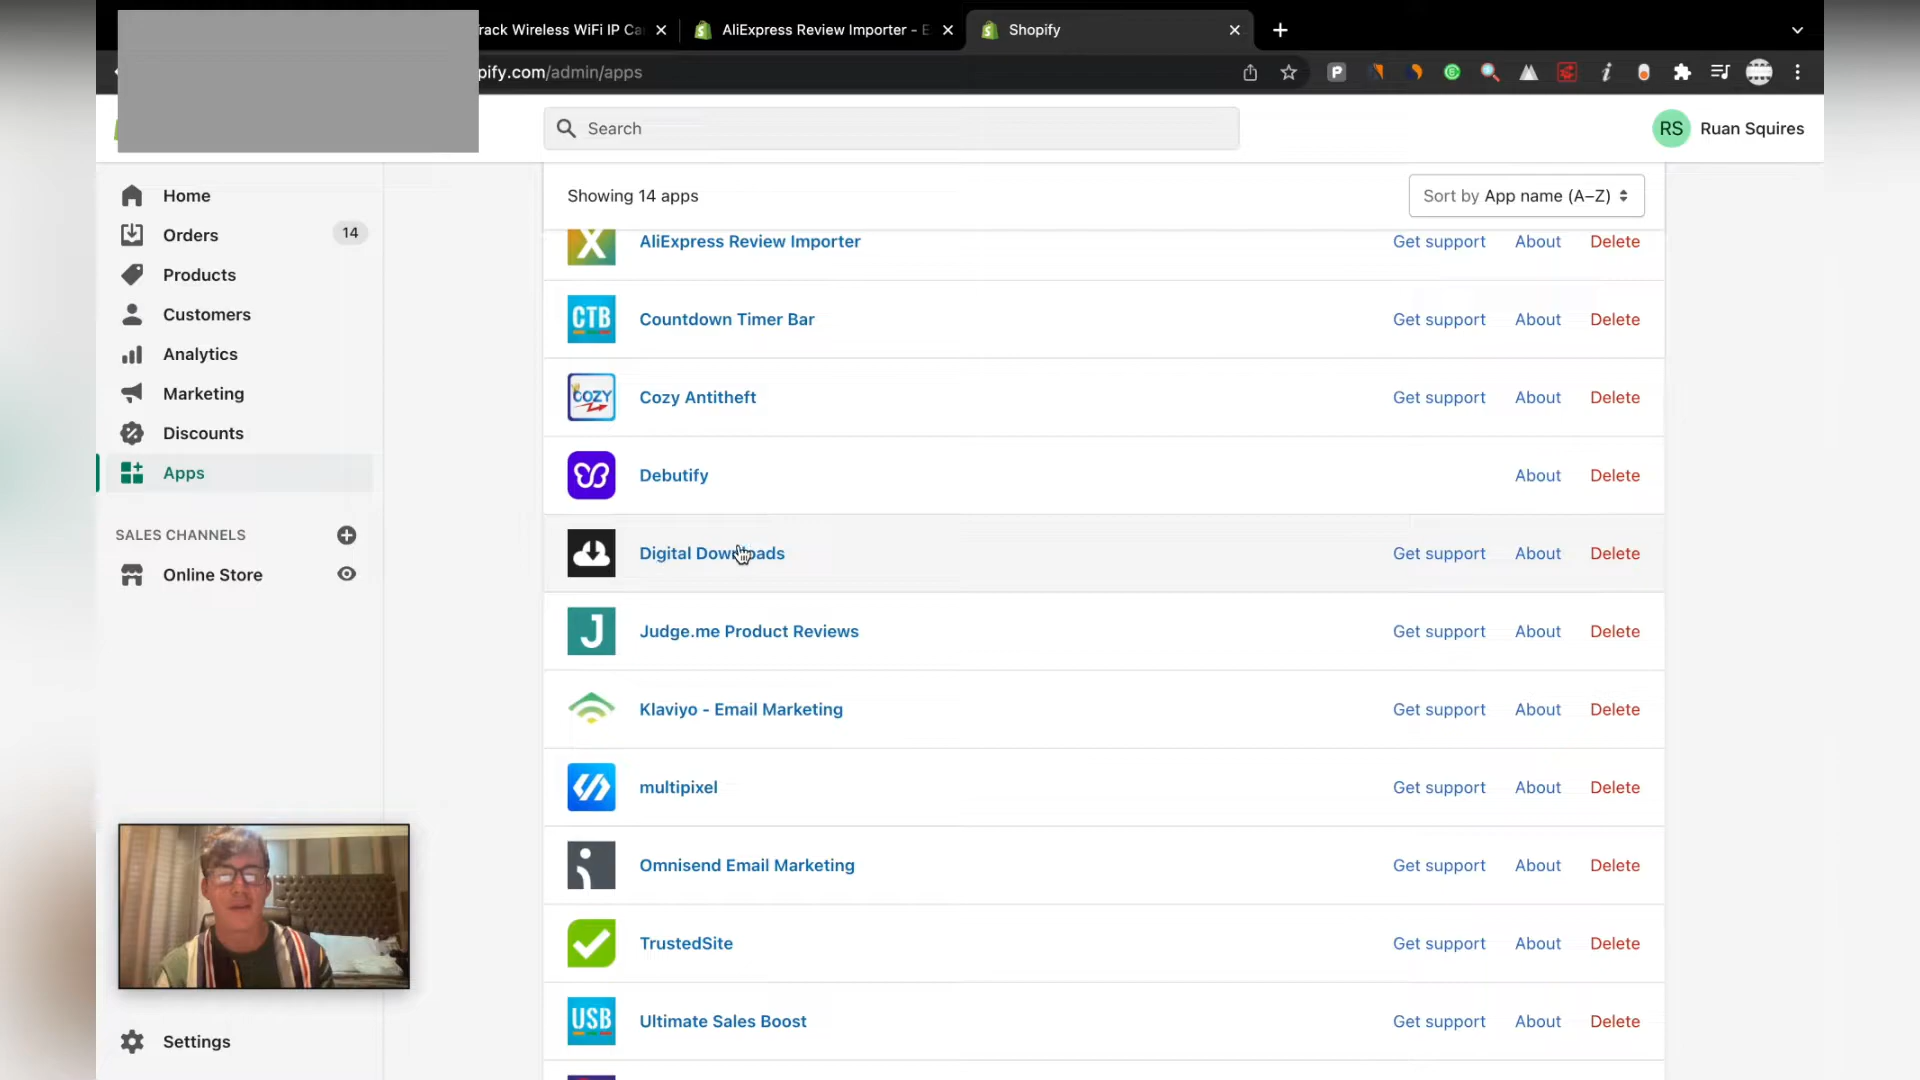 rack Wireless WiFi IP Ca
AliExpress Review Importer - E
Shopify
pify.com/admin/apps
Search
RS Ruan Squires
Home
Orders 14
Products
Customers
Analytics
Marketing
Discounts
Apps
SALES CHANNELS
Online Store
Settings
Showing 14 apps
Sort by App name (A–Z)
AliExpress Review Importer Get support About Delete
CTB Countdown Timer Bar Get support About Delete
COZY Cozy Antitheft Get support About Delete
Debutify About Delete
Digital Downloads Get support About Delete
J Judge.me Product Reviews Get support About Delete
Klaviyo - Email Marketing Get support About Delete
multipixel Get support About Delete
Omnisend Email Marketing Get support About Delete
TrustedSite Get support About Delete
USB Ultimate Sales Boost Get support About Delete